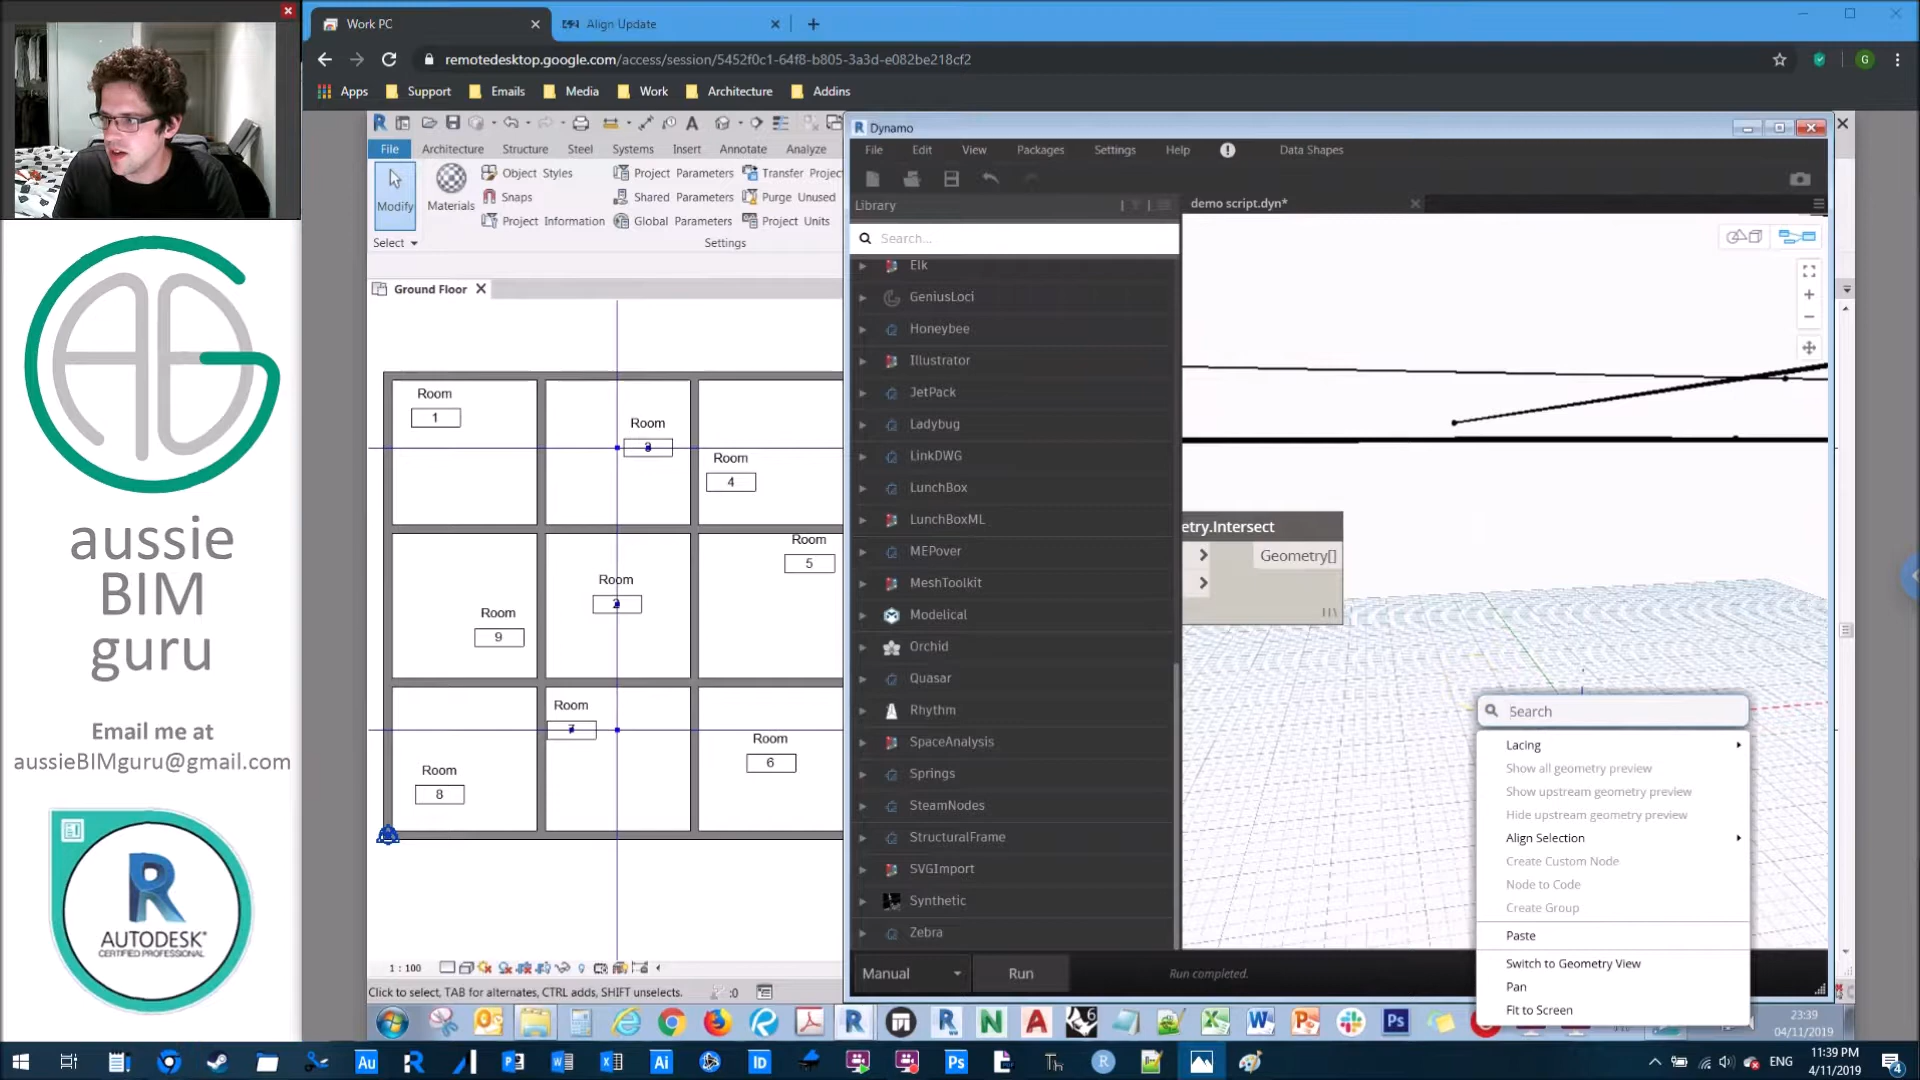 Work PC
Align Update
remotedesktop.google.com/access/session/5452f0c1-64f8-b805-3a3d-e082be218cf2
G
Apps
Support
Emails
Media
Work
Architecture
Addins
File
Architecture
Structure
Steel
Systems
Insert
Annotate
Analyze
Modify
Materials
Object Styles
Snaps
Project Information
Project Parameters
Shared Parameters
Global Parameters
Transfer Projec
Purge Unused
Project Units
Select
Settings
Ground Floor
Room
1
Room
3
Room
4
Room
5
Room
2
Room
9
Room
7
Room
6
Room
8
1 : 100
Click to select, TAB for alternates, CTRL adds, SHIFT unselects.
:0
Dynamo
File
Edit
View
Packages
Settings
Help
Data Shapes
Library
demo script.dyn*
Search...
Elk
GeniusLoci
Honeybee
Illustrator
JetPack
Ladybug
LinkDWG
LunchBox
LunchBoxML
MEPover
MeshToolkit
Modelical
Orchid
Quasar
Rhythm
SpaceAnalysis
Springs
SteamNodes
StructuralFrame
SVGImport
Synthetic
Zebra
etry.Intersect
Geometry[]
Search
Lacing
Show all geometry preview
Show upstream geometry preview
Hide upstream geometry preview
Align Selection
Create Custom Node
Node to Code
Create Group
Paste
Switch to Geometry View
Pan
Fit to Screen
Manual
Run
Run completed.
23:39
04/11/2019
aussie
BIM
guru
Email me at
aussieBIMguru@gmail.com
R
AUTODESK
CERTIFIED PROFESSIONAL
ENG
11:39 PM
4/11/2019
4